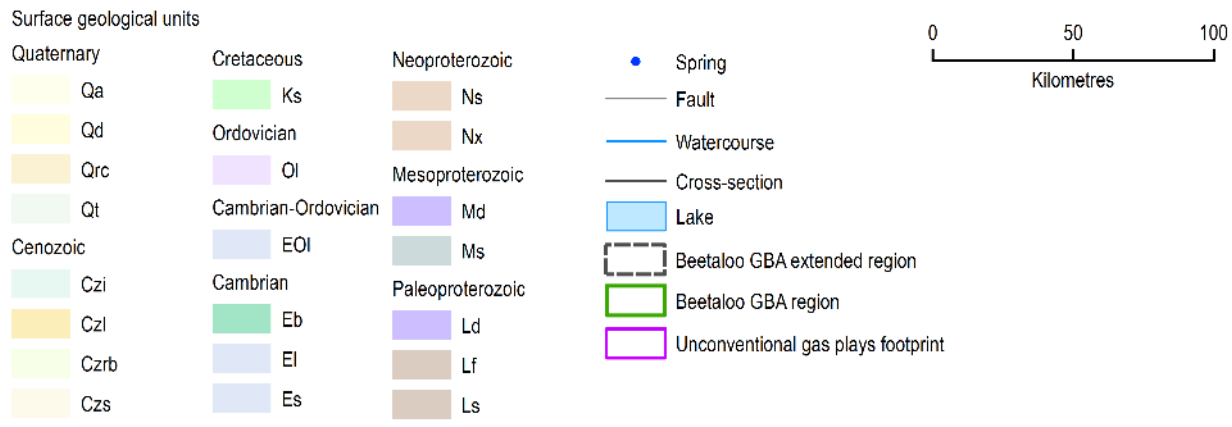 Surface geological units
Quaternary
Qa
Qd
Qrc
Qt
Cenozoic
Czi
Czl
Czrb
Czs
Cretaceous
Ks
Ordovician
Ol
Cambrian-Ordovician
EOl
Cambrian
Eb
El
Es
Neoproterozoic
Ns
Nx
Mesoproterozoic
Md
Ms
Paleoproterozoic
Ld
Lf
Ls
Spring
Fault
Watercourse
Cross-section
Lake
Beetaloo GBA extended region
Beetaloo GBA region
Unconventional gas plays footprint
0 50 100
Kilometres